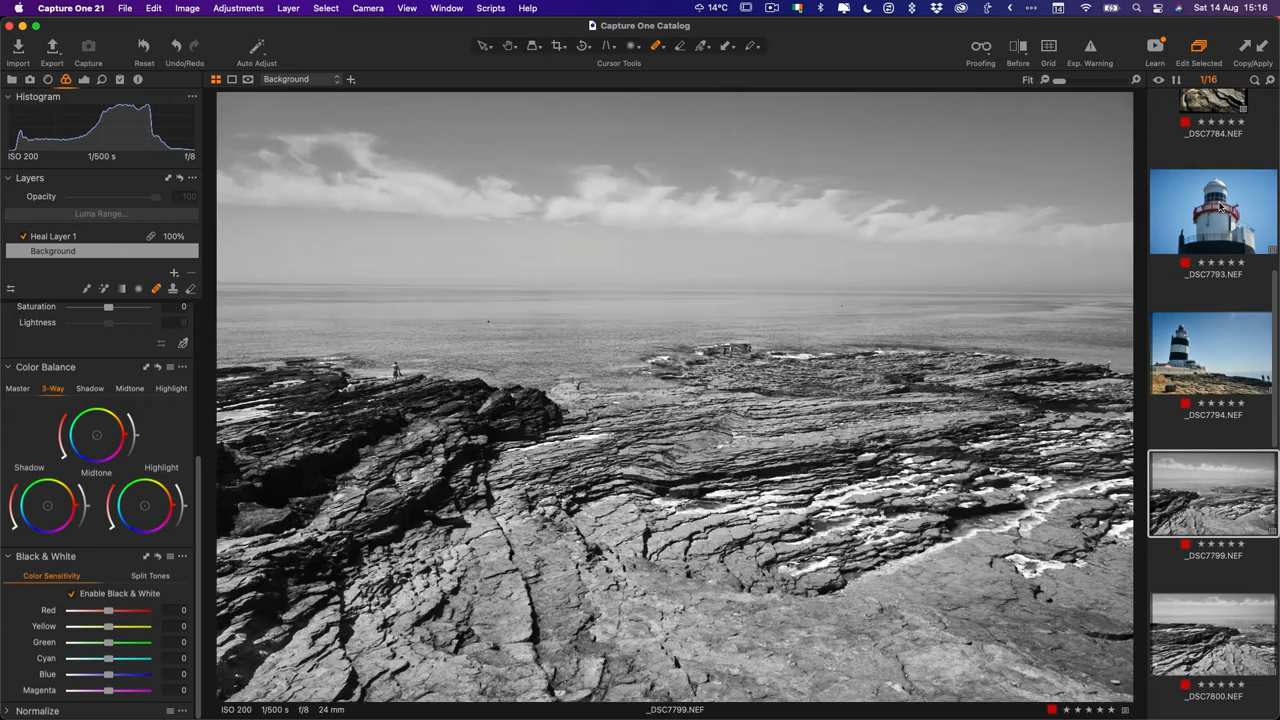 Capture One 21 File Edit Image Adjustments Layer Select Camera View Window Scripts Help 14°C 14 Sat 14 Aug 15:16
Capture One Catalog
Import Export Capture Reset Undo/Redo Auto Adjust Cursor Tools Proofing Before Grid Exp. Warning Learn Edit Selected Copy/Apply
Background Fit 1/16
Histogram
ISO 200 1/500 s f/8
Layers
Opacity 100
Luma Range...
Heal Layer 1 100%
Background
Saturation 0
Lightness 0
Color Balance
Master 3-Way Shadow Midtone Highlight
Shadow Midtone Highlight
Black & White
Color Sensitivity Split Tones
Enable Black & White
Red 0
Yellow 0
Green 0
Cyan 0
Blue 0
Magenta 0
Normalize
ISO 200 1/500 s f/8 24 mm _DSC7799.NEF
_DSC7784.NEF
_DSC7793.NEF
_DSC7794.NEF
_DSC7799.NEF
_DSC7800.NEF